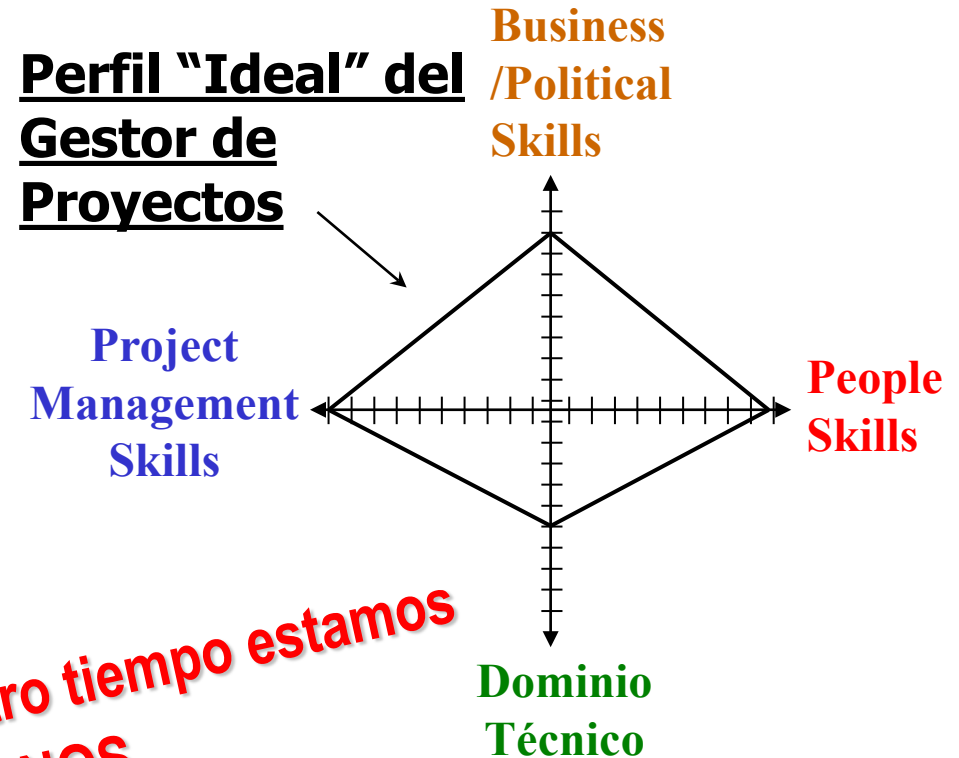 Perfil “Ideal” del
Gestor de
Proyectos
Business
/Political
Skills
Project
Management
Skills
People
Skills
Dominio
Técnico
tiempo estamos